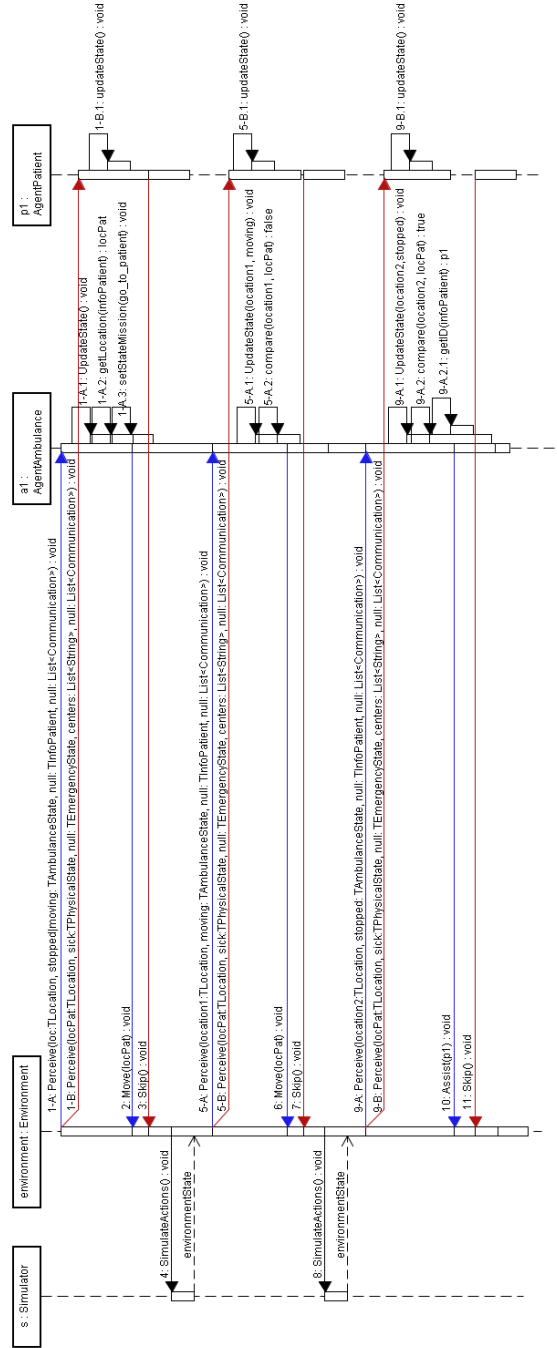 s : Simulator
environment : Environment
a1 :
AgentAmbulance
p1 :
AgentPatient
1-A: Perceive(loc:TLocation, stopped|moving: TAmbulanceState, null: TInfoPatient, null: List<Communication>) : void
1-B: Perceive(locPat:TLocation, sick:TPhysicalState, null: TEmergencyState, centers: List<String>, null: List<Communication>) : void
1-A.1: UpdateState() : void
1-A.2: getLocation(infoPatient) : locPat
1-A.3: setStateMission(go_to_patient) : void
1-B.1: updateState() : void
2: Move(locPat) : void
3: Skip() : void
4: SimulateActions() : void
environmentState
5-A: Perceive(location1:TLocation, moving: TAmbulanceState, null: TInfoPatient, null: List<Communication>) : void
5-B: Perceive(locPat:TLocation, sick:TPhysicalState, null: TEmergencyState, centers: List<String>, null: List<Communication>) : void
5-A.1: UpdateState(location1, moving) : void
5-A.2: compare(location1, locPat) : false
5-B.1: updateState() : void
6: Move(locPat) : void
7: Skip() : void
8: SimulateActions() : void
environmentState
9-A: Perceive(location2:TLocation, stopped: TAmbulanceState, null: TInfoPatient, null: List<Communication>) : void
9-B: Perceive(locPat:TLocation, sick:TPhysicalState, null: TEmergencyState, centers: List<String>, null: List<Communication>) : void
9-A.1: UpdateState(location2,stopped) : void
9-A.2: compare(location2, locPat) : true
9-A.2.1: getID(infoPatient) : p1
9-B.1: updateState() : void
10: Assist(p1) : void
11: Skip() : void